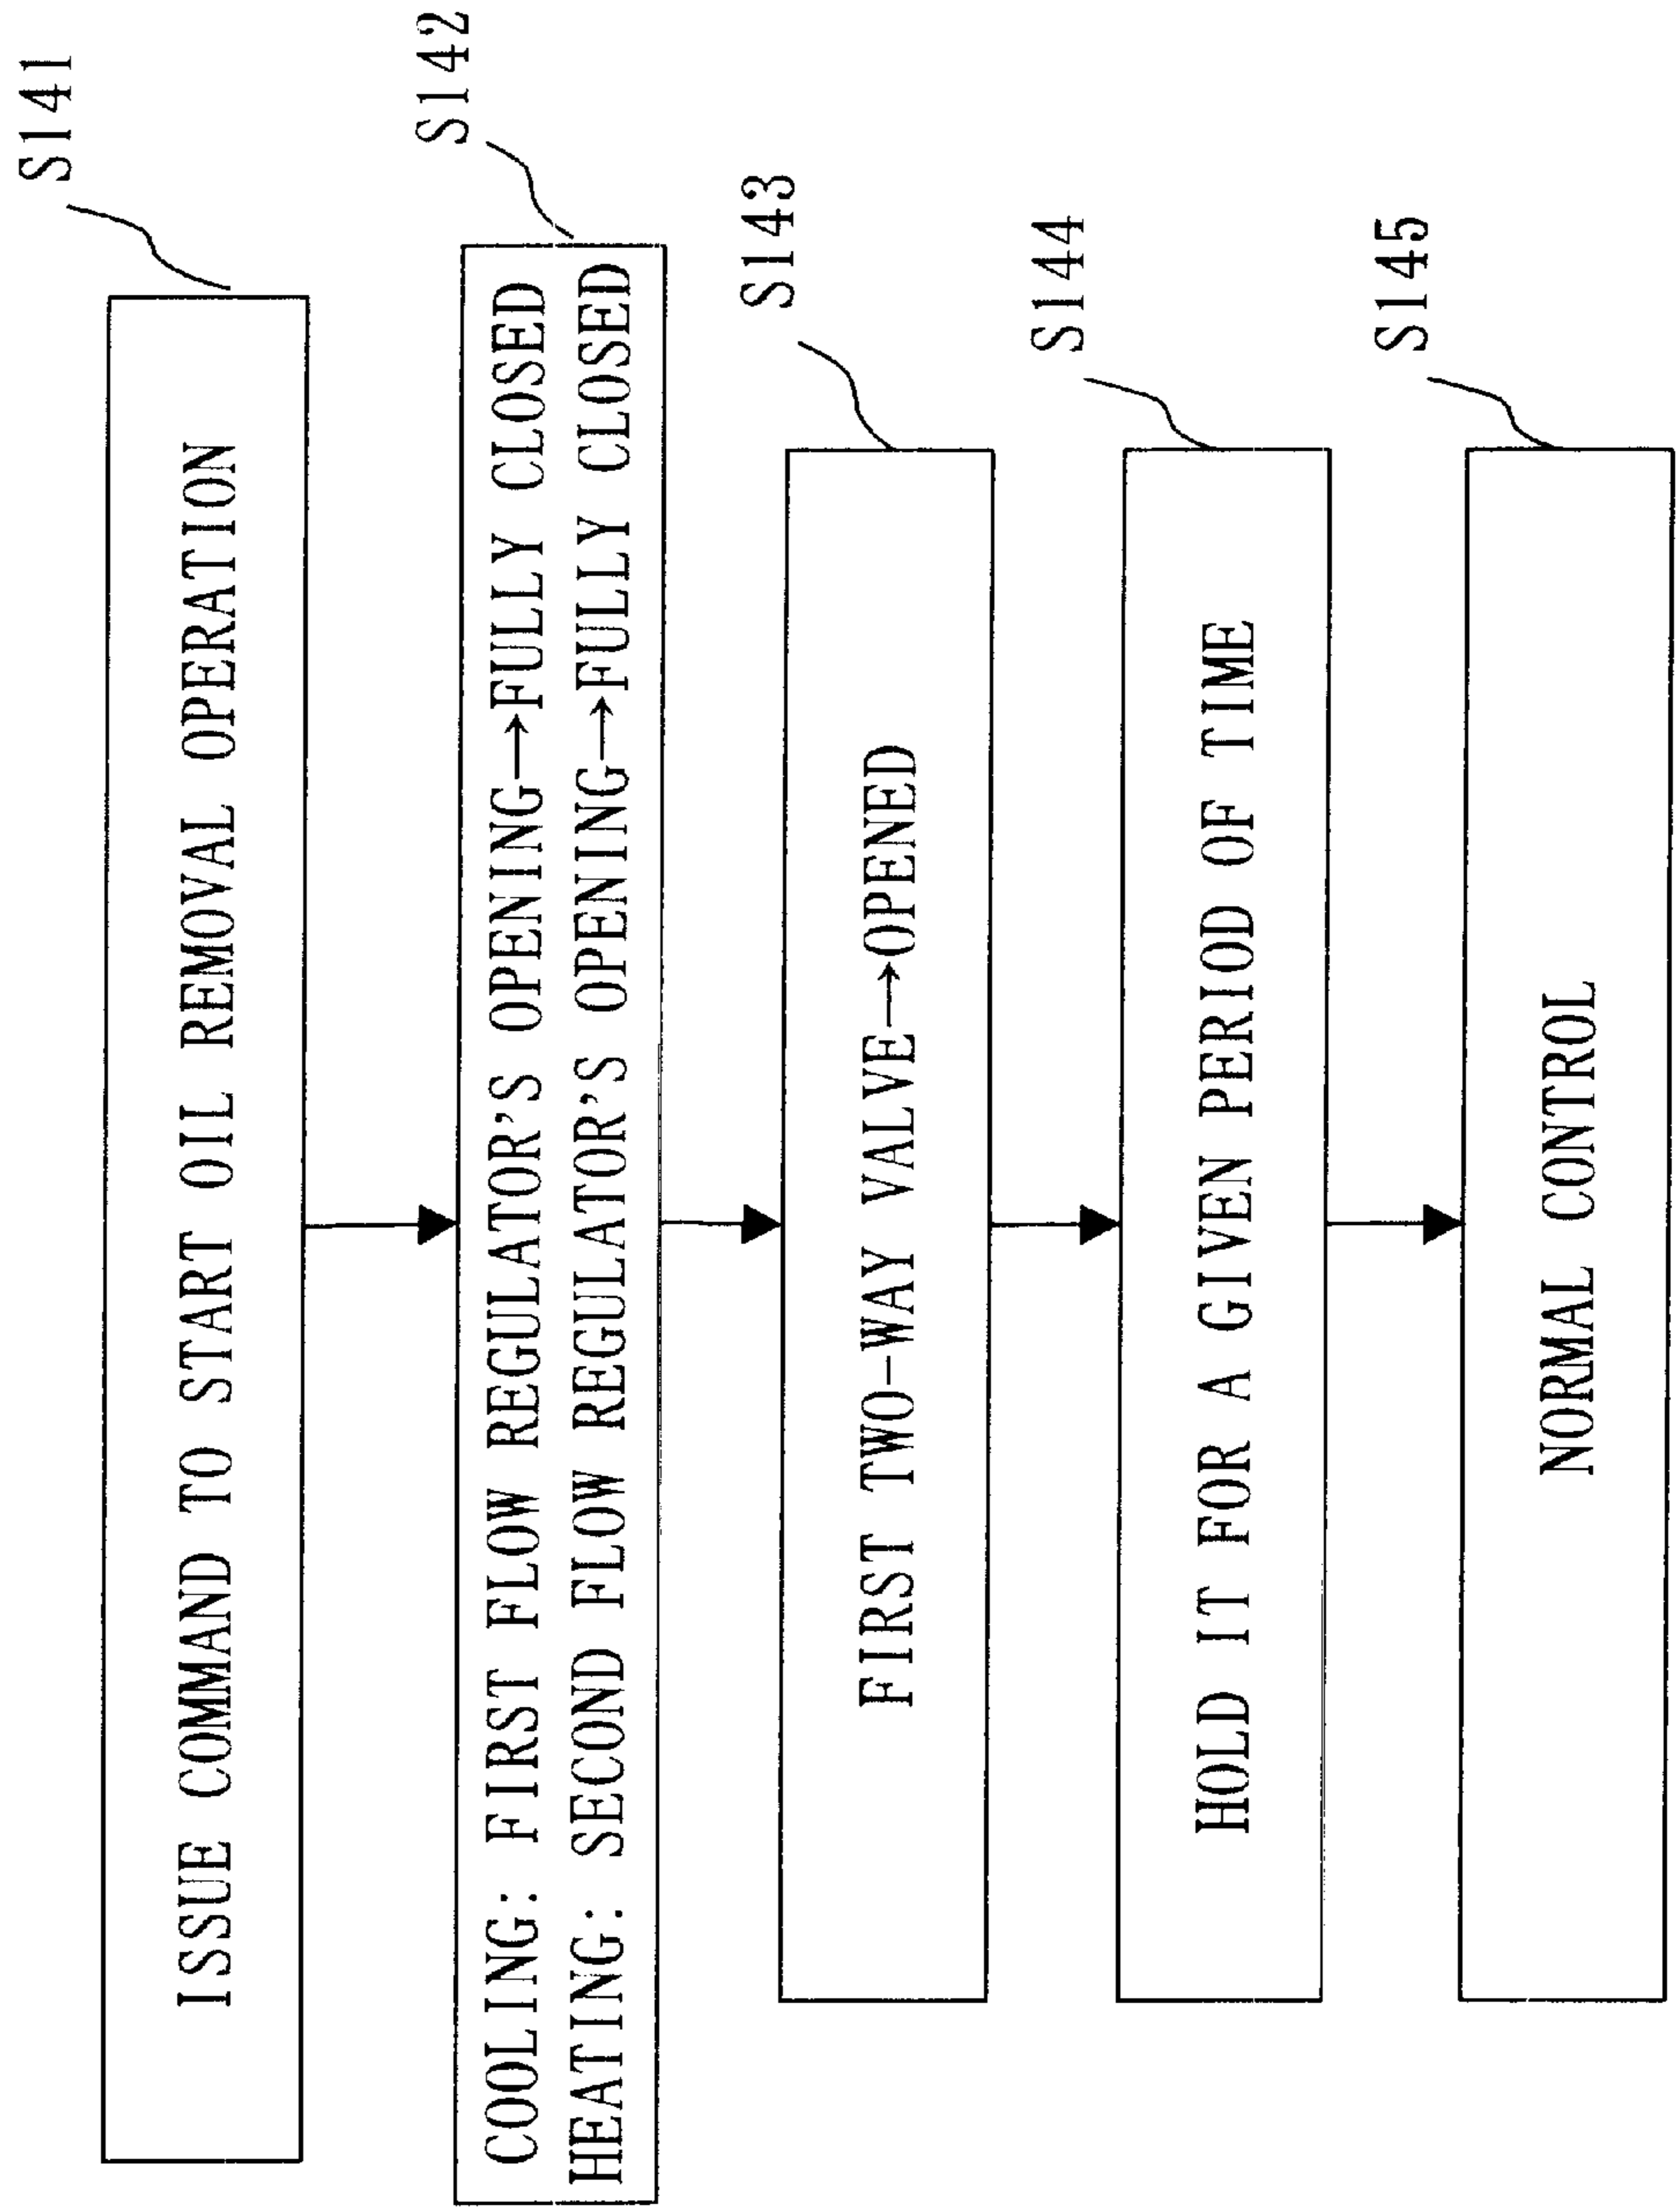 ISSUE COMMAND TO START OIL REMOVAL OPERATION
S141
COOLING: FIRST FLOW REGULATOR'S OPENING→FULLY CLOSED
HEATING: SECOND FLOW REGULATOR'S OPENING→FULLY CLOSED
S142
FIRST TWO-WAY VALVE→OPENED
S143
HOLD IT FOR A GIVEN PERIOD OF TIME
S144
NORMAL CONTROL
S145